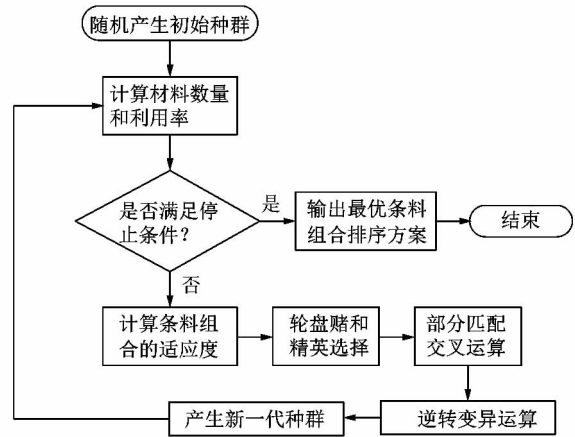 随机产生初始种群
计算材料数量
和利用率
是否满足停
止条件？
是
输出最优条料
组合排序方案
结束
否
计算条料组
合的适应度
轮盘赌和
精英选择
部分匹配
交叉运算
逆转变异运算
产生新一代种群